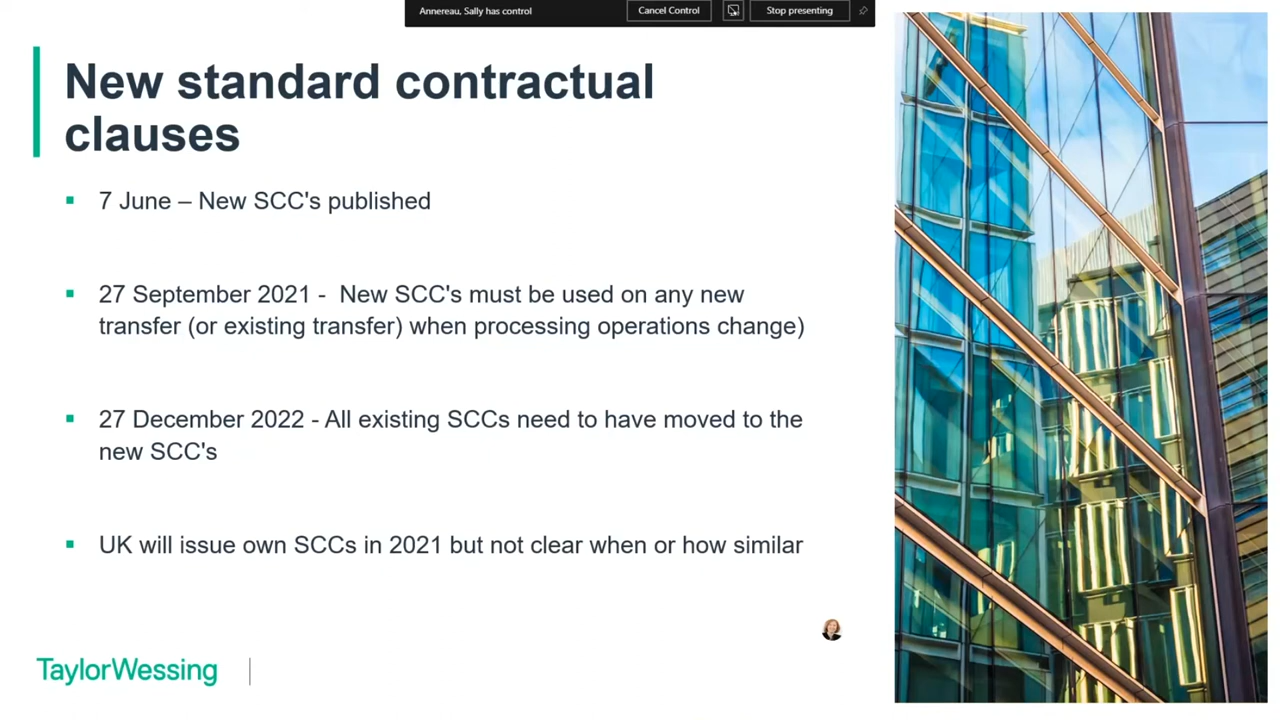 Annereau, Sally has control
Cancel Control
Stop presenting
New standard contractual
clauses
7 June – New SCC's published
27 September 2021 -  New SCC's must be used on any new
transfer (or existing transfer) when processing operations change)
27 December 2022 - All existing SCCs need to have moved to the
new SCC's
UK will issue own SCCs in 2021 but not clear when or how similar
TaylorWessing